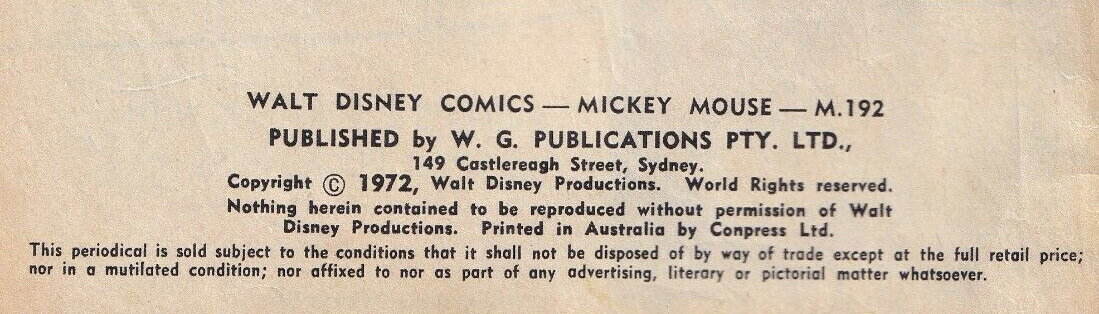 WALT DISNEY COMICS — MICKEY MOUSE — M.192
PUBLISHED by W. G. PUBLICATIONS PTY. LTD.,
149 Castlereagh Street, Sydney.
Copyright © 1972, Walt Disney Productions. World Rights reserved.
Nothing herein contained to be reproduced without permission of Walt
Disney Productions. Printed in Australia by Conpress Ltd.
This periodical is sold subject to the conditions that it shall not be disposed of by way of trade except at the full retail price;
nor in a mutilated condition; nor affixed to nor as part of any advertising, literary or pictorial matter whatsoever.